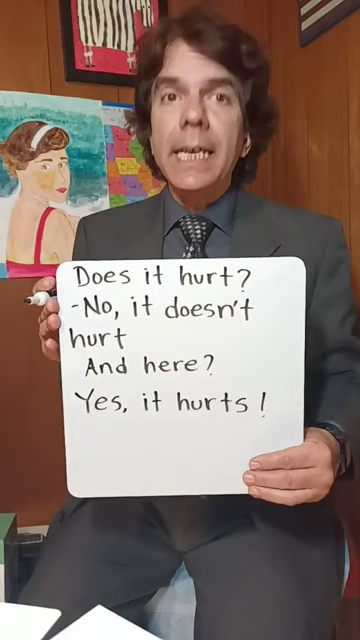 Does it hurt?
-No, it doesn't
hurt
And here?
Yes, it hurts!